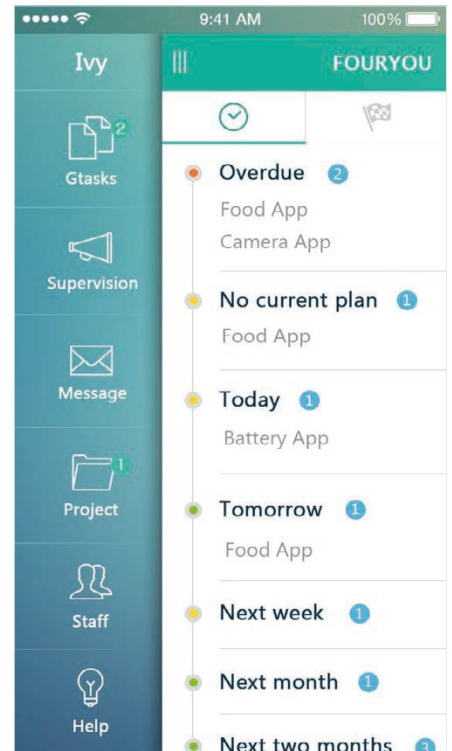 9:41 AM 100%
Ivy
FOURYOU
2
Gtasks
Supervision
Message
1
Project
Staff
Help
Overdue 2
Food App
Camera App
No current plan 1
Food App
Today 1
Battery App
Tomorrow 1
Food App
Next week 1
Next month 1
Next two months 3